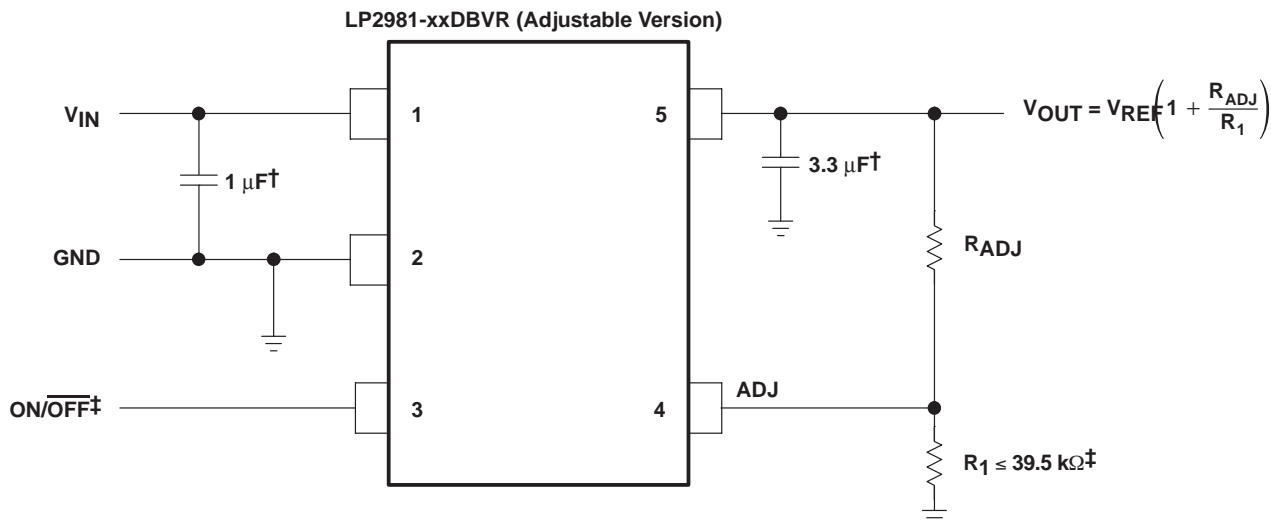 LP2981-xxDBVR (Adjustable Version)
VIN
1
5
VOUT = VREF(1 + RADJ/R1)
1 μF†
3.3 μF†
GND
2
RADJ
ON/OFF‡
3
4
ADJ
R1 ≤ 39.5 kΩ‡